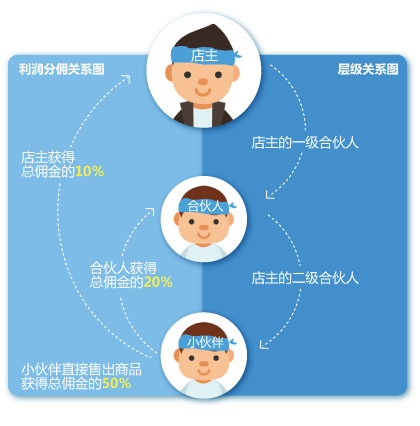 店主
利润分佣关系图
层级关系图
店主的一级合伙人
店主获得
总佣金的10%
合伙人
合伙人获得
总佣金的20%
店主的二级合伙人
小伙伴
小伙伴直接售出商品
获得总佣金的50%